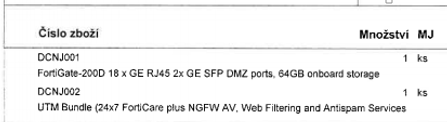 Číslo zboží Množství MJ
DCNJ001 1 ks
FortiGate-200D 18 x GE RJ45 2x GE SFP DMZ ports, 64GB onboard storage
DCNJ002 1 ks
UTM Bundle (24x7 FortiCare plus NGFW AV, Web Filtering and Antispam Services